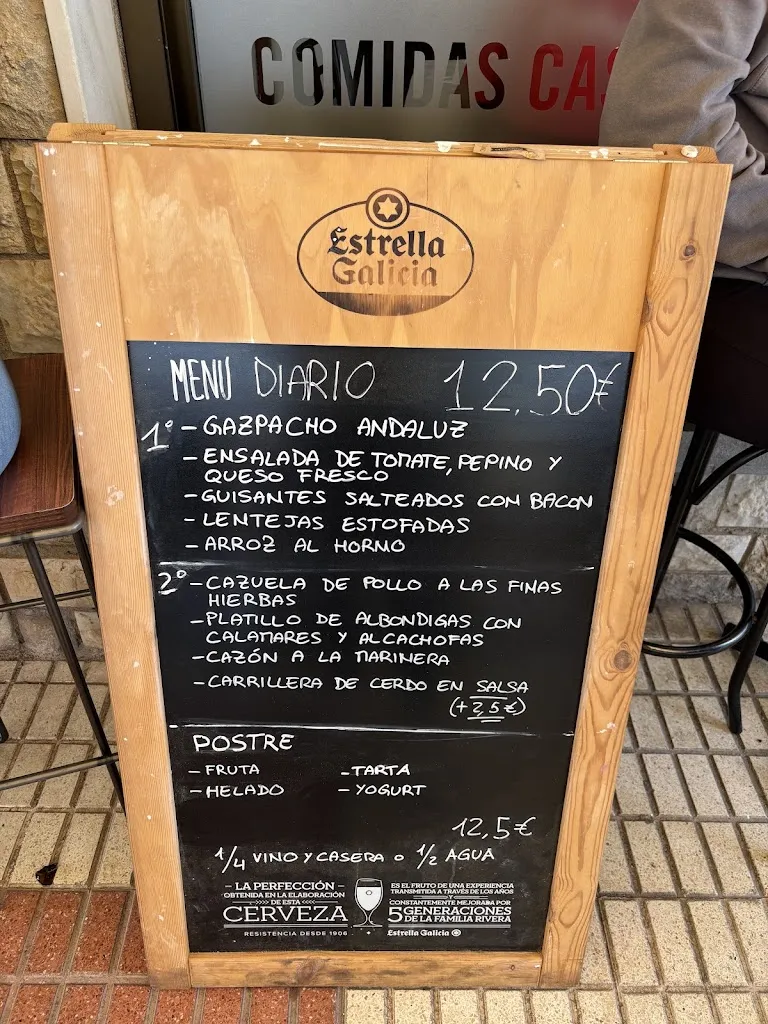 COMIDAS CAS
Estrella
Galicia
MENÚ DIARIO 12,50€
1º - GAZPACHO ANDALUZ
- ENSALADA DE TOMATE, PEPINO Y
QUESO FRESCO
- GUISANTES SALTEADOS CON BACON
- LENTEJAS ESTOFADAS
- ARROZ AL HORNO
2º - CAZUELA DE POLLO A LAS FINAS
HIERBAS
- PLATILLO DE ALBONDIGAS CON
CALAMARES Y ALCACHOFAS
- CAZÓN A LA MARINERA
- CARRILLERA DE CERDO EN SALSA
(+2,5€)
POSTRE
- FRUTA - TARTA
- HELADO - YOGURT
12,5€
1/4 VINO Y CASERA O 1/2 AGUA
LA PERFECCIÓN
OBTENIDA EN LA ELABORACIÓN
DE ESTA
CERVEZA
RESISTENCIA DESDE 1906
ES EL FRUTO DE UNA EXPERIENCIA
TRANSMITIDA A TRAVÉS DE LOS AÑOS
Y
CONSTANTEMENTE MEJORADA POR
5 GENERACIONES
DE LA FAMILIA RIVERA
Estrella Galicia